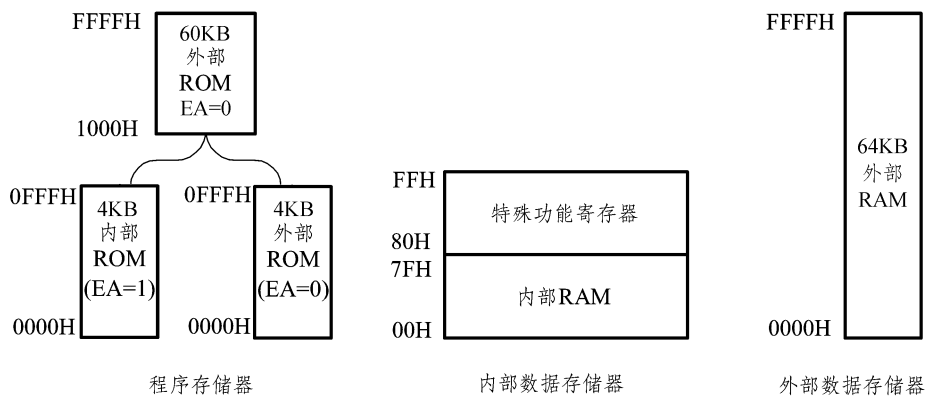 FFFFH
60KB
外部
ROM
EA=0
1000H
0FFFH
4KB
内部
ROM
(EA=1)
0000H
0FFFH
4KB
外部
ROM
(EA=0)
0000H
程序存储器
FFH
特殊功能寄存器
80H
7FH
内部RAM
00H
内部数据存储器
FFFFH
64KB
外部
RAM
0000H
外部数据存储器